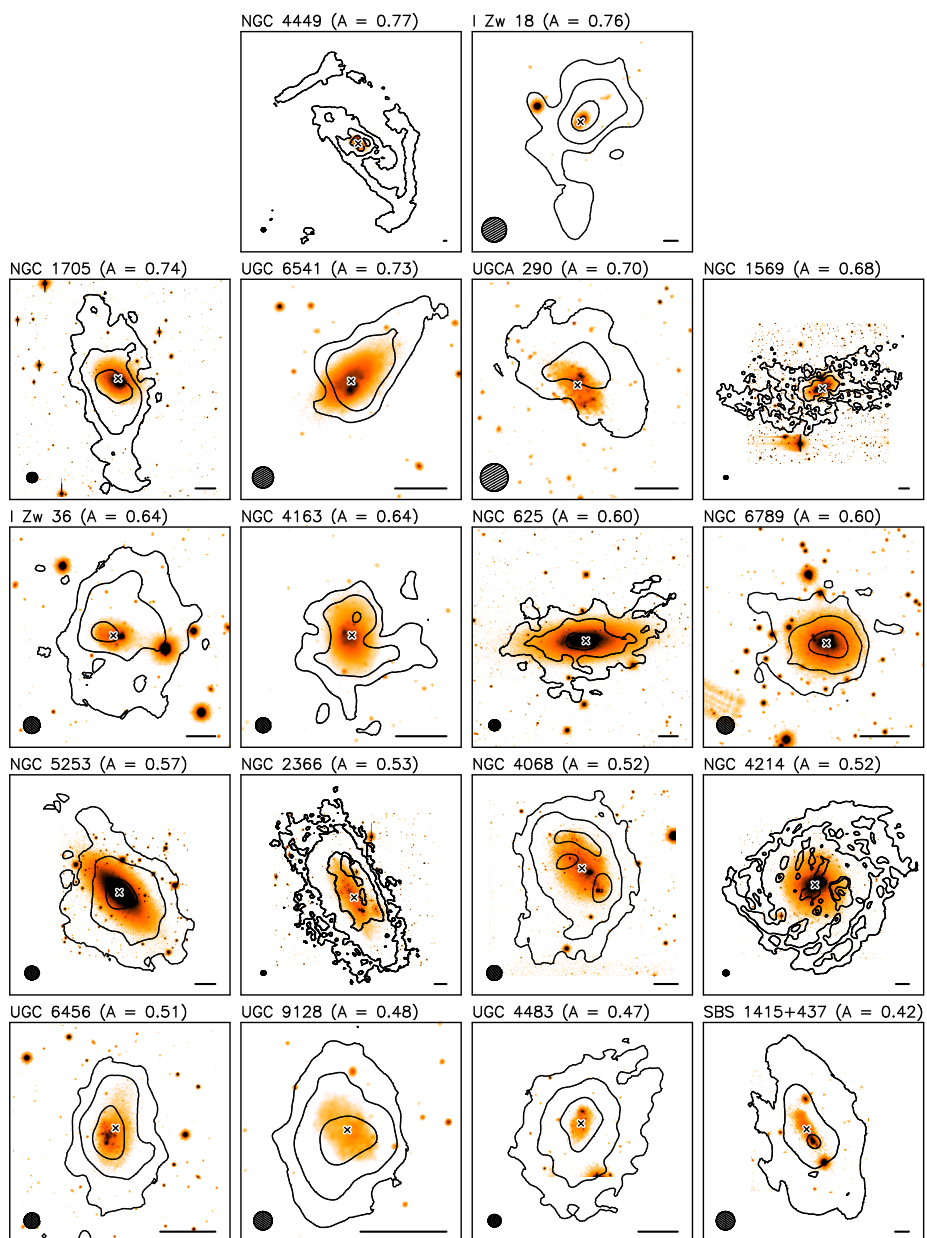 NGC 4449 (A = 0.77)
I Zw 18 (A = 0.76)
NGC 1705 (A = 0.74)
UGC 6541 (A = 0.73)
UGCA 290 (A = 0.70)
NGC 1569 (A = 0.68)
I Zw 36 (A = 0.64)
NGC 4163 (A = 0.64)
NGC 625 (A = 0.60)
NGC 6789 (A = 0.60)
NGC 5253 (A = 0.57)
NGC 2366 (A = 0.53)
NGC 4068 (A = 0.52)
NGC 4214 (A = 0.52)
UGC 6456 (A = 0.51)
UGC 9128 (A = 0.48)
UGC 4483 (A = 0.47)
SBS 1415+437 (A = 0.42)